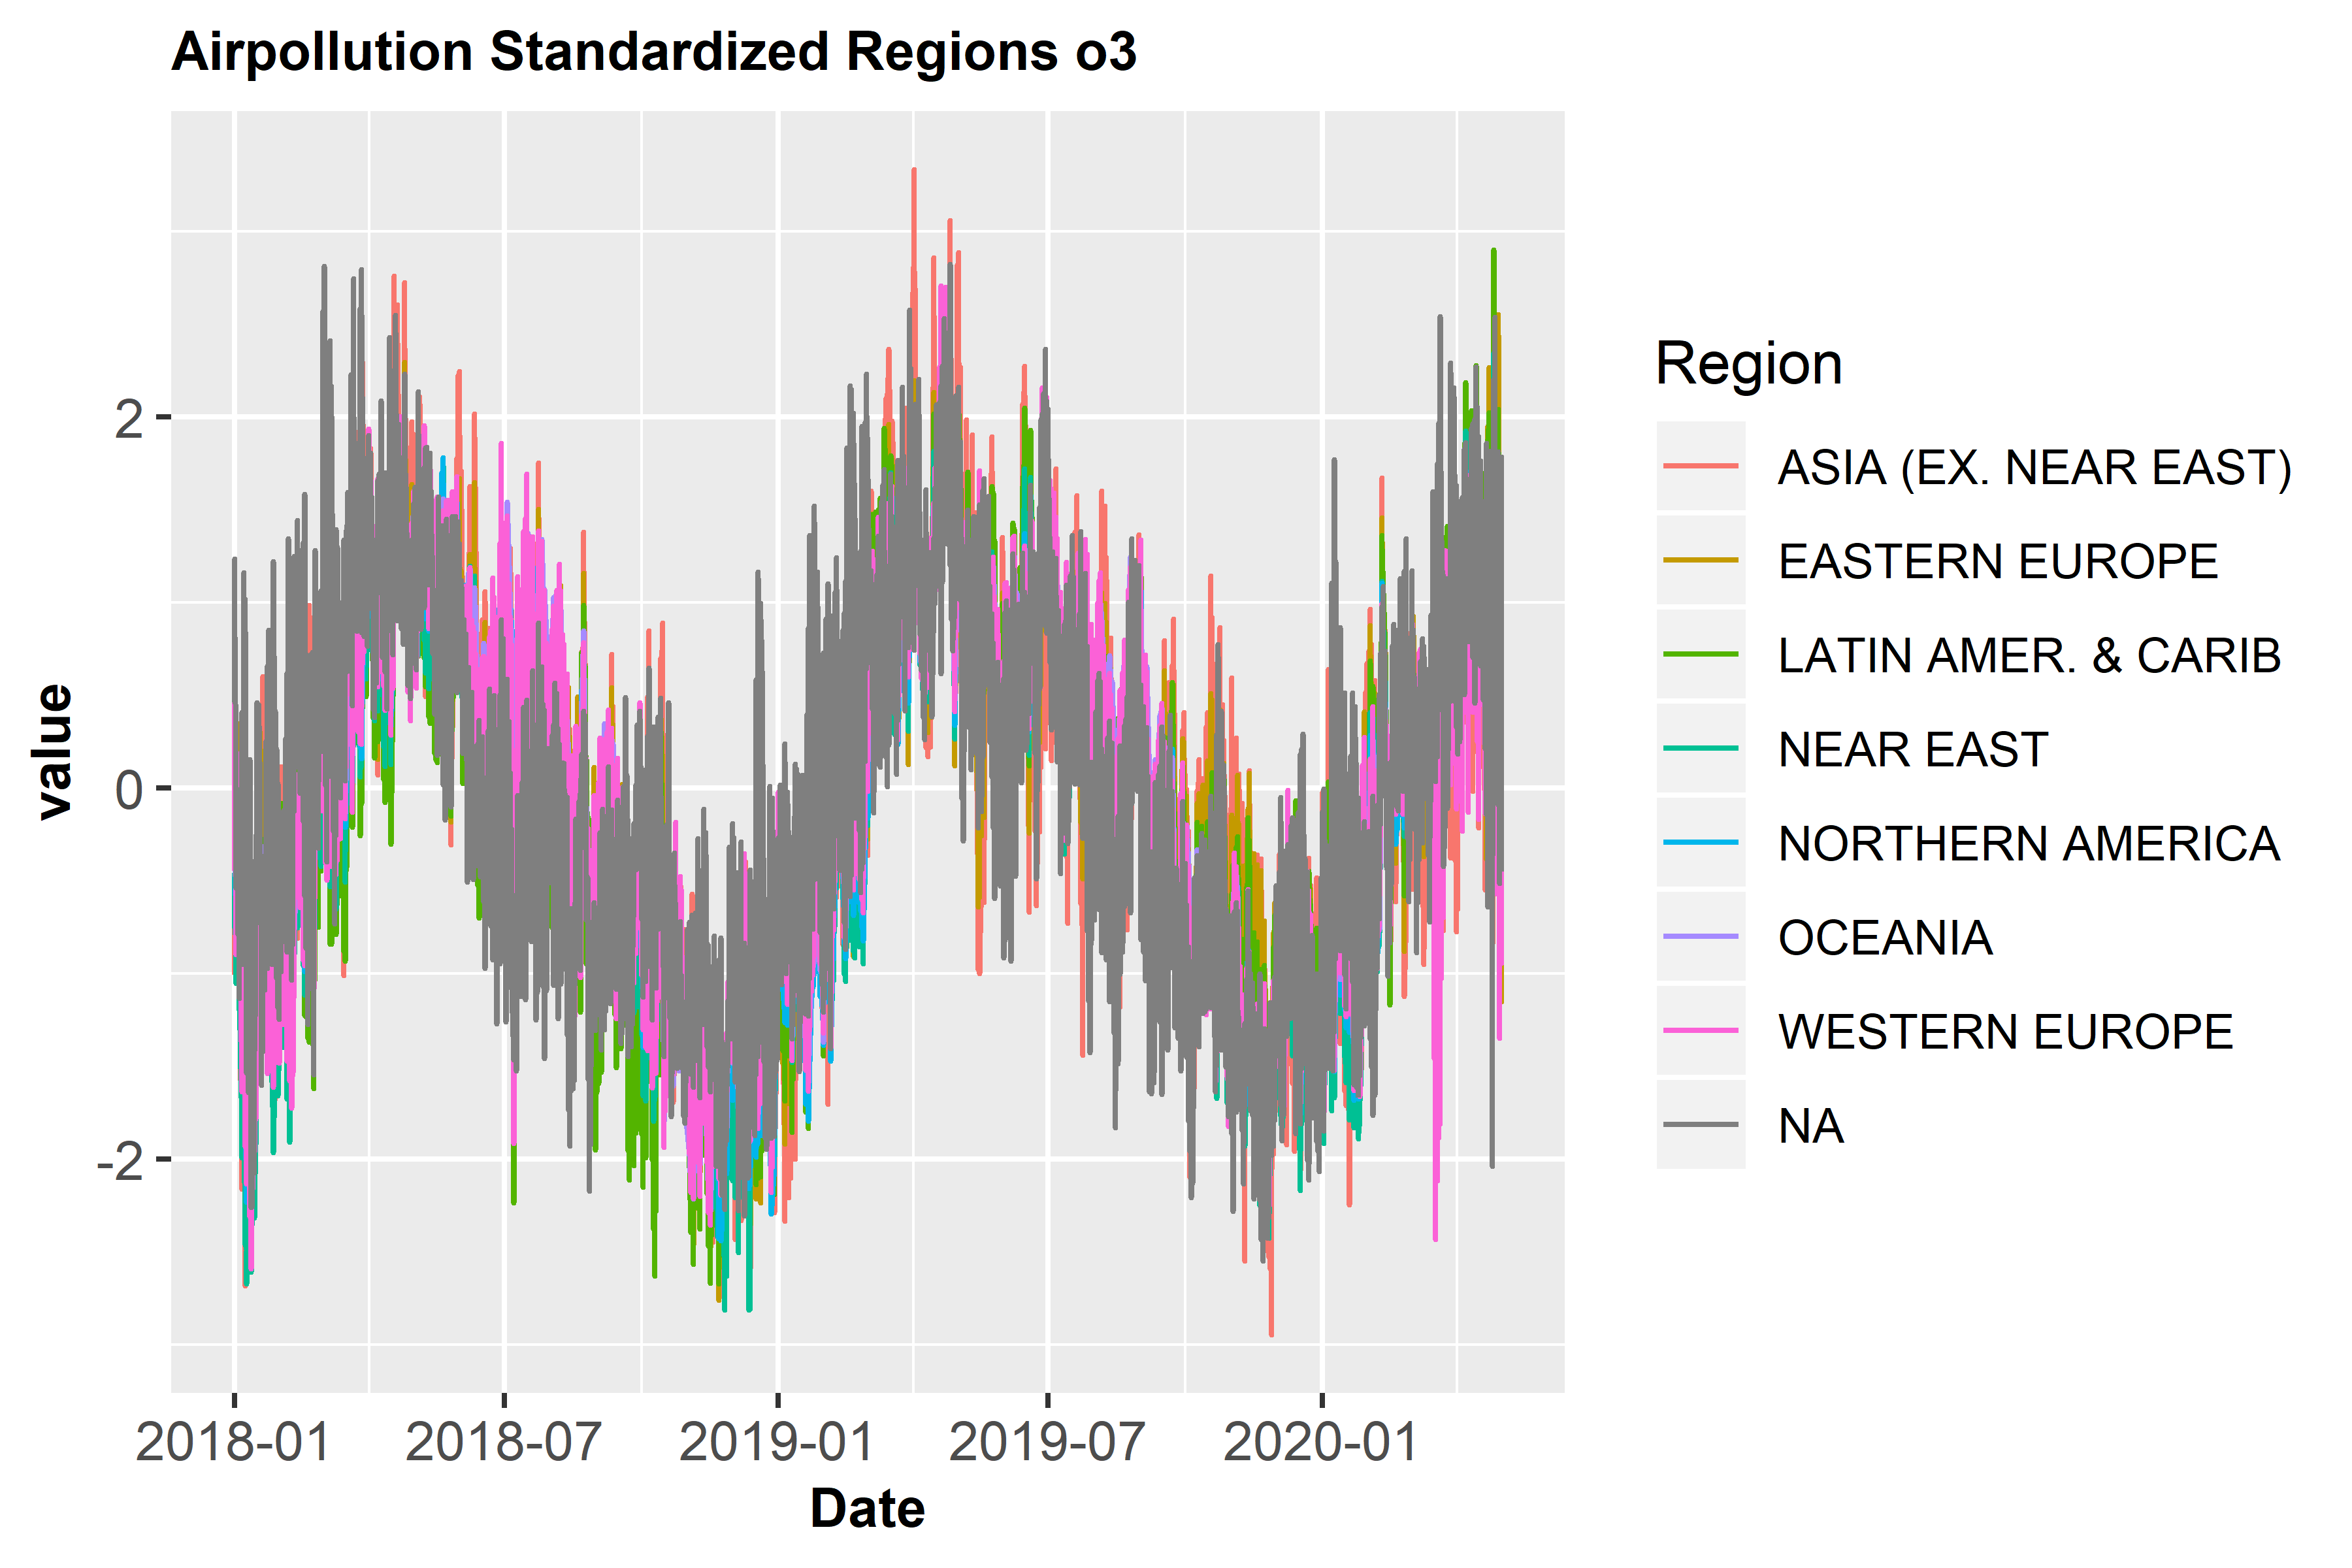 Airpollution Standardized Regions o3
value
2
0
-2
2018-01
2018-07
2019-01
2019-07
2020-01
Date
Region
ASIA (EX. NEAR EAST)
EASTERN EUROPE
LATIN AMER. & CARIB
NEAR EAST
NORTHERN AMERICA
OCEANIA
WESTERN EUROPE
NA